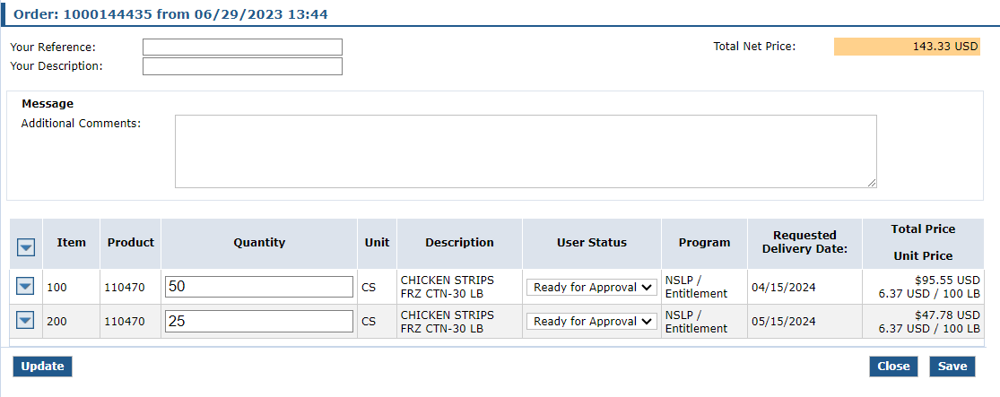 Order: 1000144435 from 06/29/2023 13:44
Your Reference:
Total Net Price: 143.33 USD
Your Description:
Message
Additional Comments:
Item Product Quantity Unit Description User Status Program Requested Delivery Date: Total Price Unit Price
100 110470 50 CS CHICKEN STRIPS FRZ CTN-30 LB Ready for Approval NSLP / Entitlement 04/15/2024 $95.55 USD 6.37 USD / 100 LB
200 110470 25 CS CHICKEN STRIPS FRZ CTN-30 LB Ready for Approval NSLP / Entitlement 05/15/2024 $47.78 USD 6.37 USD / 100 LB
Update Close Save